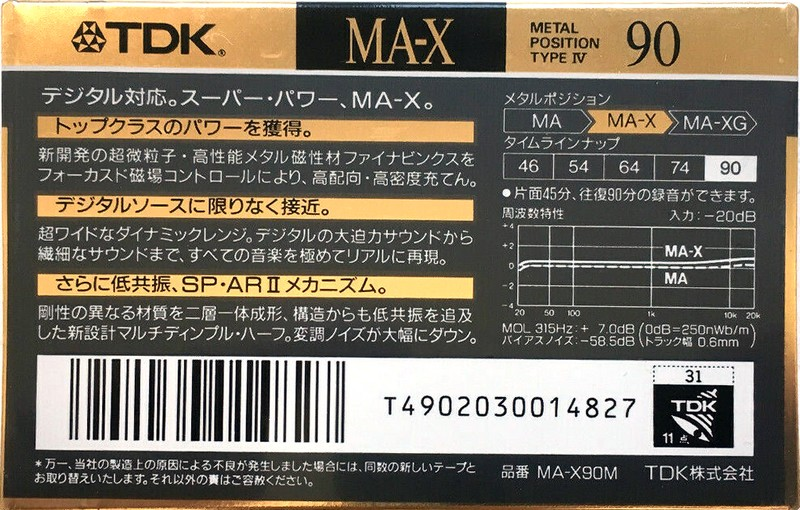 TDK®
MA-X
METAL
POSITION
TYPE IV
90
デジタル対応。スーパー・パワー、MA-X。
トップクラスのパワーを獲得。
新開発の超微粒子・高性能メタル磁性材ファイナビンクスを
フォーカスド磁場コントロールにより、高配向・高密度充てん。
デジタルソースに限りなく接近。
超ワイドなダイナミックレンジ。デジタルの大迫力サウンドから
繊細なサウンドまで、すべての音楽を極めてリアルに再現。
さらに低共振、SP・ARⅡメカニズム。
剛性の異なる材質を二層一体成形、構造からも低共振を追及
した新設計マルチディンプル・ハーフ。変調ノイズが大幅にダウン。
メタルポジション
MA MA-X MA-XG
タイムラインナップ
46 54 64 74 90
●片面45分、往復90分の録音ができます。
周波数特性 入力:-20dB
+4
+2
0
-2
-4
MA-X
MA
20 50 100 1k 10k 20k
MOL 315Hz:+7.0dB (0dB=250nWb/m)
バイアスノイズ:-58.5dB (トラック幅 0.6mm)
T4902030014827
31
TDK
11点
*万一、当社の製造上の原因による不良が発生しました場合には、同数の新しいテープと
お取り替えいたします。それ以外の責はご容赦ください。
品番 MA-X90M TDK株式会社